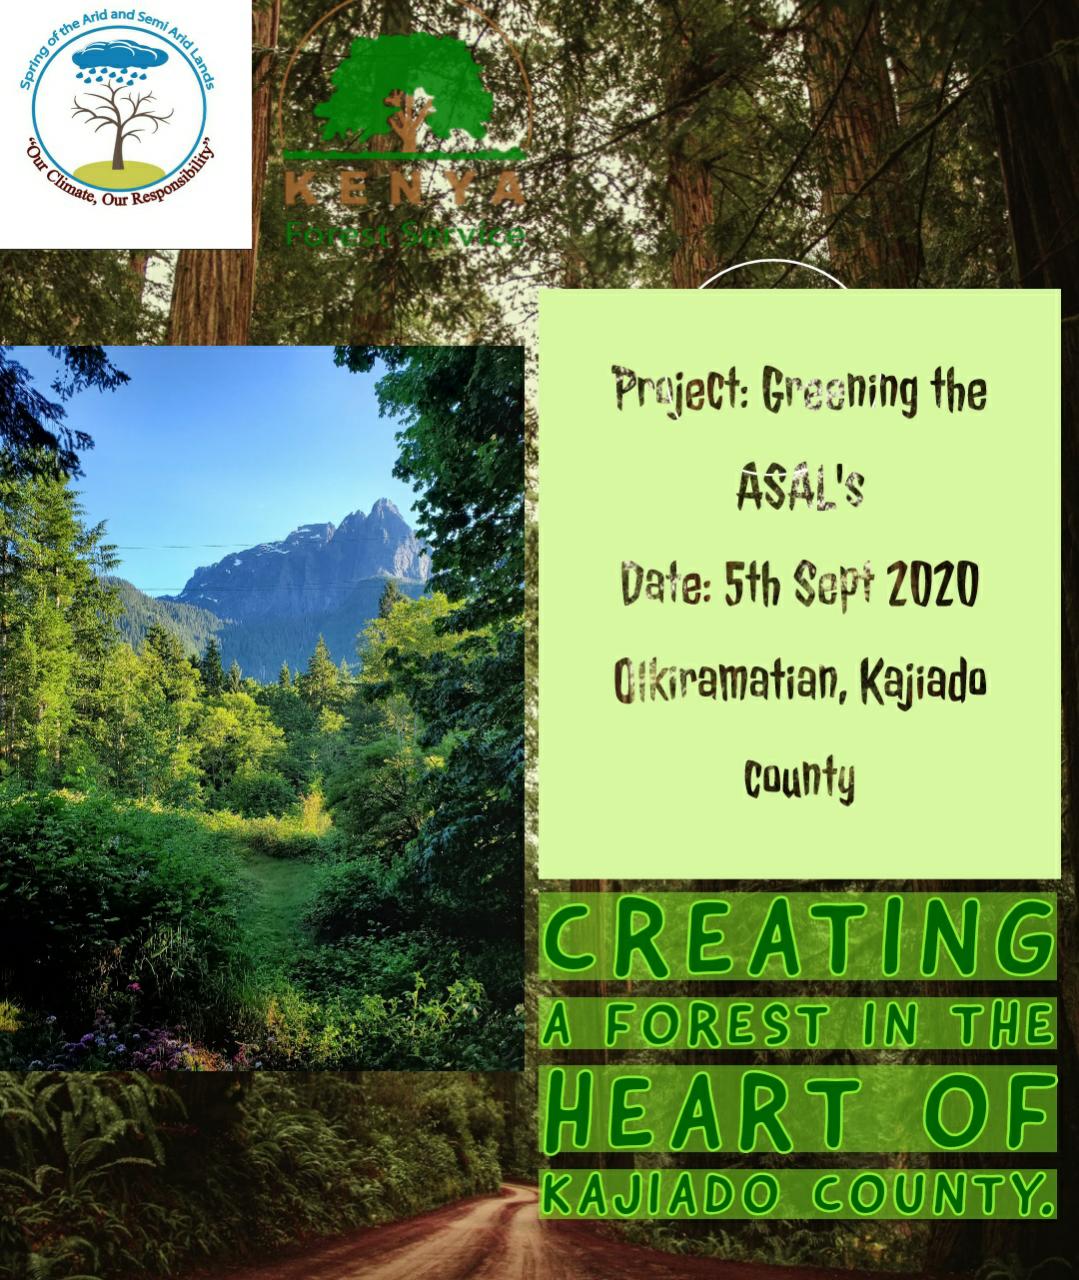 Spring of the Arid and Semi Arid Lands
"Our Climate, Our Responsibility"
KENYA
Forest Service
Project: Greening the
ASAL's
Date: 5th Sept 2020
Olkiramatian, Kajiado
County
CREATING
A FOREST IN THE
HEART OF
KAJIADO COUNTY.